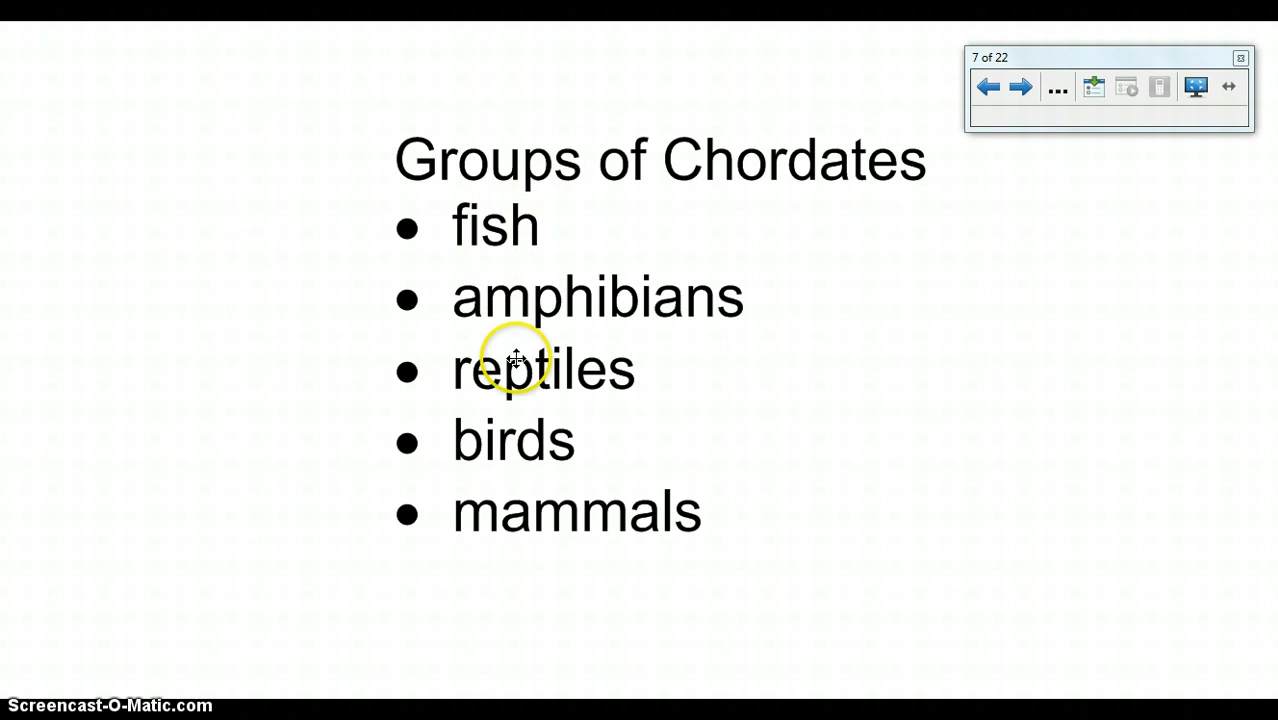 7 of 22
Groups of Chordates
● fish
● amphibians
● reptiles
● birds
● mammals
Screencast-O-Matic.com